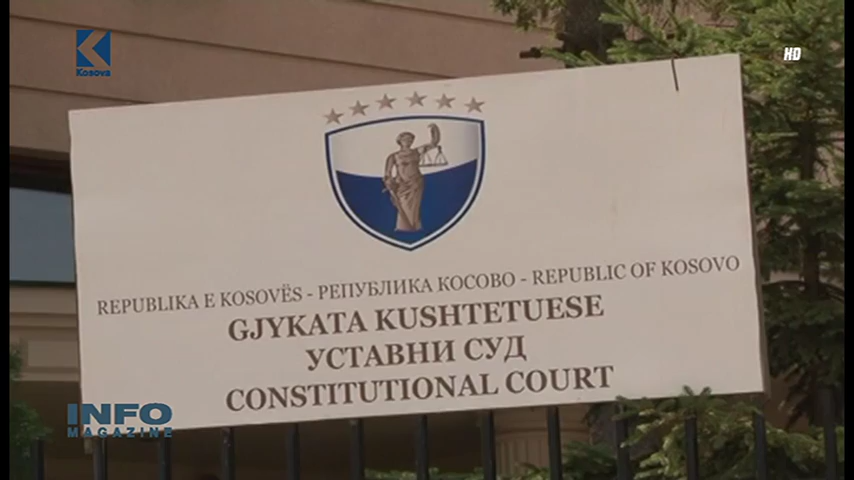 K
Kosova
HD
REPUBLIKA E KOSOVËS - РЕПУБЛИКА КОСОВО - REPUBLIC OF KOSOVO
GJYKATA KUSHTETUESE
УСТАВНИ СУД
CONSTITUTIONAL COURT
INFO
MAGAZINE